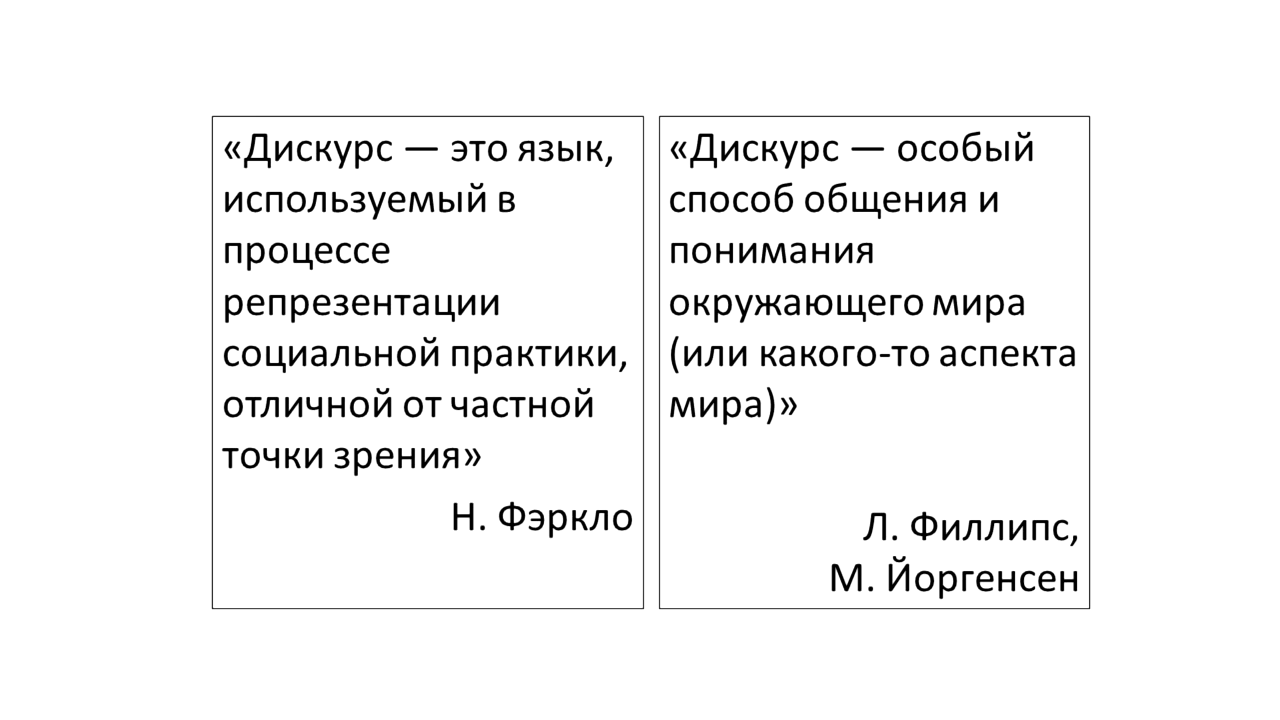 «Дискурс — это язык,
используемый в
процессе
репрезентации
социальной практики,
отличной от частной
точки зрения»
Н. Фэркло
«Дискурс — особый
способ общения и
понимания
окружающего мира
(или какого-то аспекта
мира)»
Л. Филлипс,
М. Йоргенсен